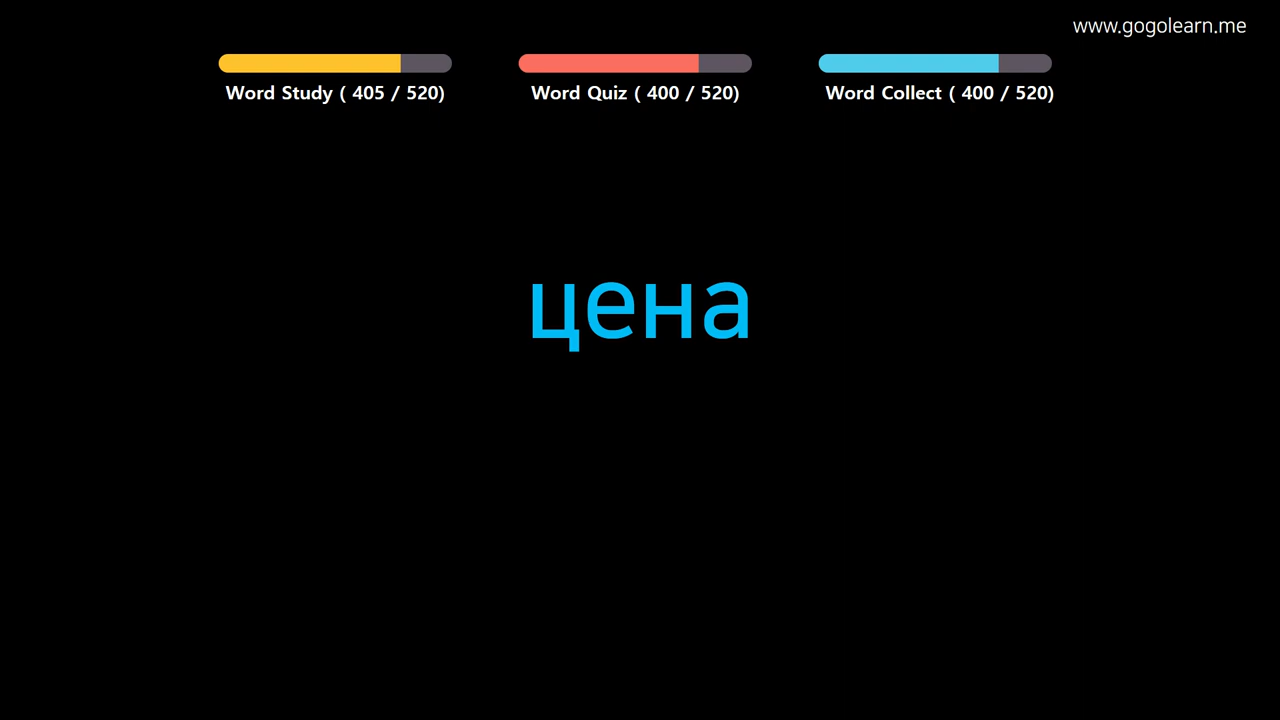 www.gogolearn.me
Word Study ( 405 / 520)
Word Quiz ( 400 / 520)
Word Collect ( 400 / 520)
цена